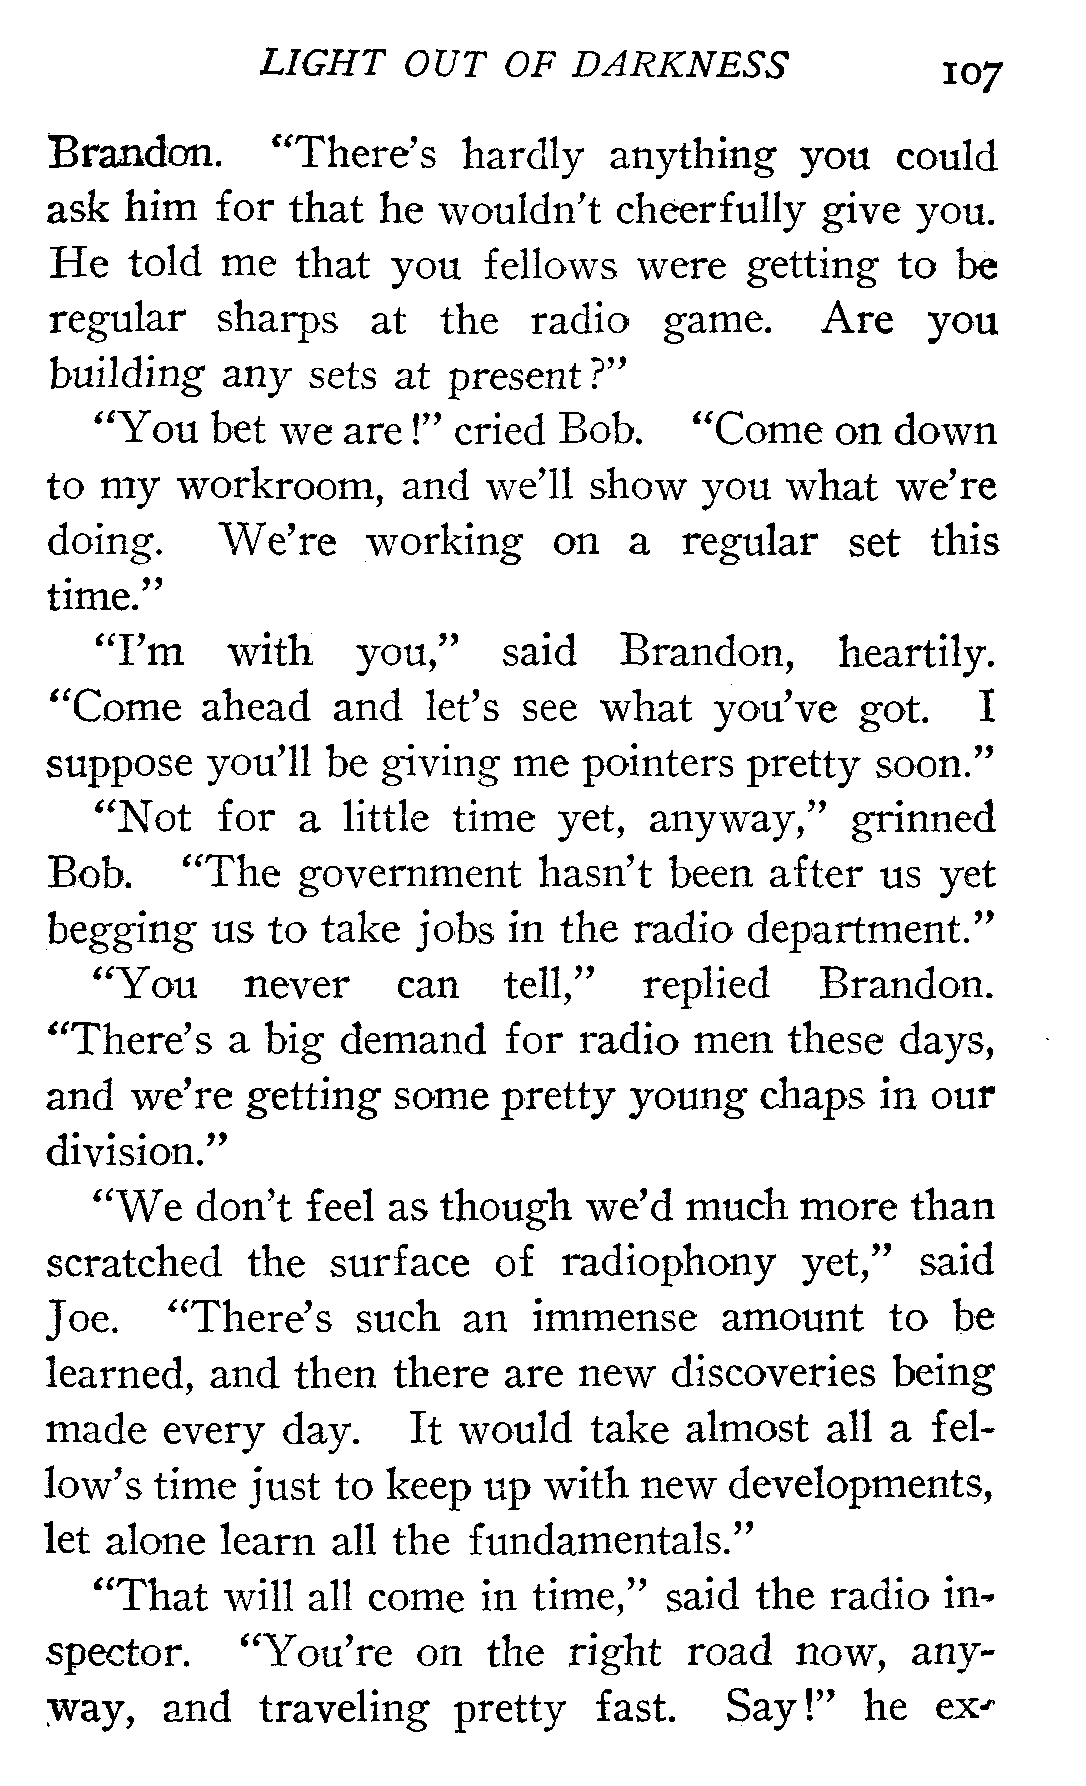 LIGHT OUT OF DARKNESS 107
Brandon. "There's hardly anything you could
ask him for that he wouldn't cheerfully give you.
He told me that you fellows were getting to be
regular sharps at the radio game. Are you
building any sets at present?"
"You bet we are!" cried Bob. "Come on down
to my workroom, and we'll show you what we're
doing. We're working on a regular set this
time."
"I'm with you," said Brandon, heartily.
"Come ahead and let's see what you've got. I
suppose you'll be giving me pointers pretty soon."
"Not for a little time yet, anyway," grinned
Bob. "The government hasn't been after us yet
begging us to take jobs in the radio department."
"You never can tell," replied Brandon.
"There's a big demand for radio men these days,
and we're getting some pretty young chaps in our
division."
"We don't feel as though we'd much more than
scratched the surface of radiophony yet," said
Joe. "There's such an immense amount to be
learned, and then there are new discoveries being
made every day. It would take almost all a fel-
low's time just to keep up with new developments,
let alone learn all the fundamentals."
"That will all come in time," said the radio in-
spector. "You're on the right road now, any-
way, and traveling pretty fast. Say!" he ex-